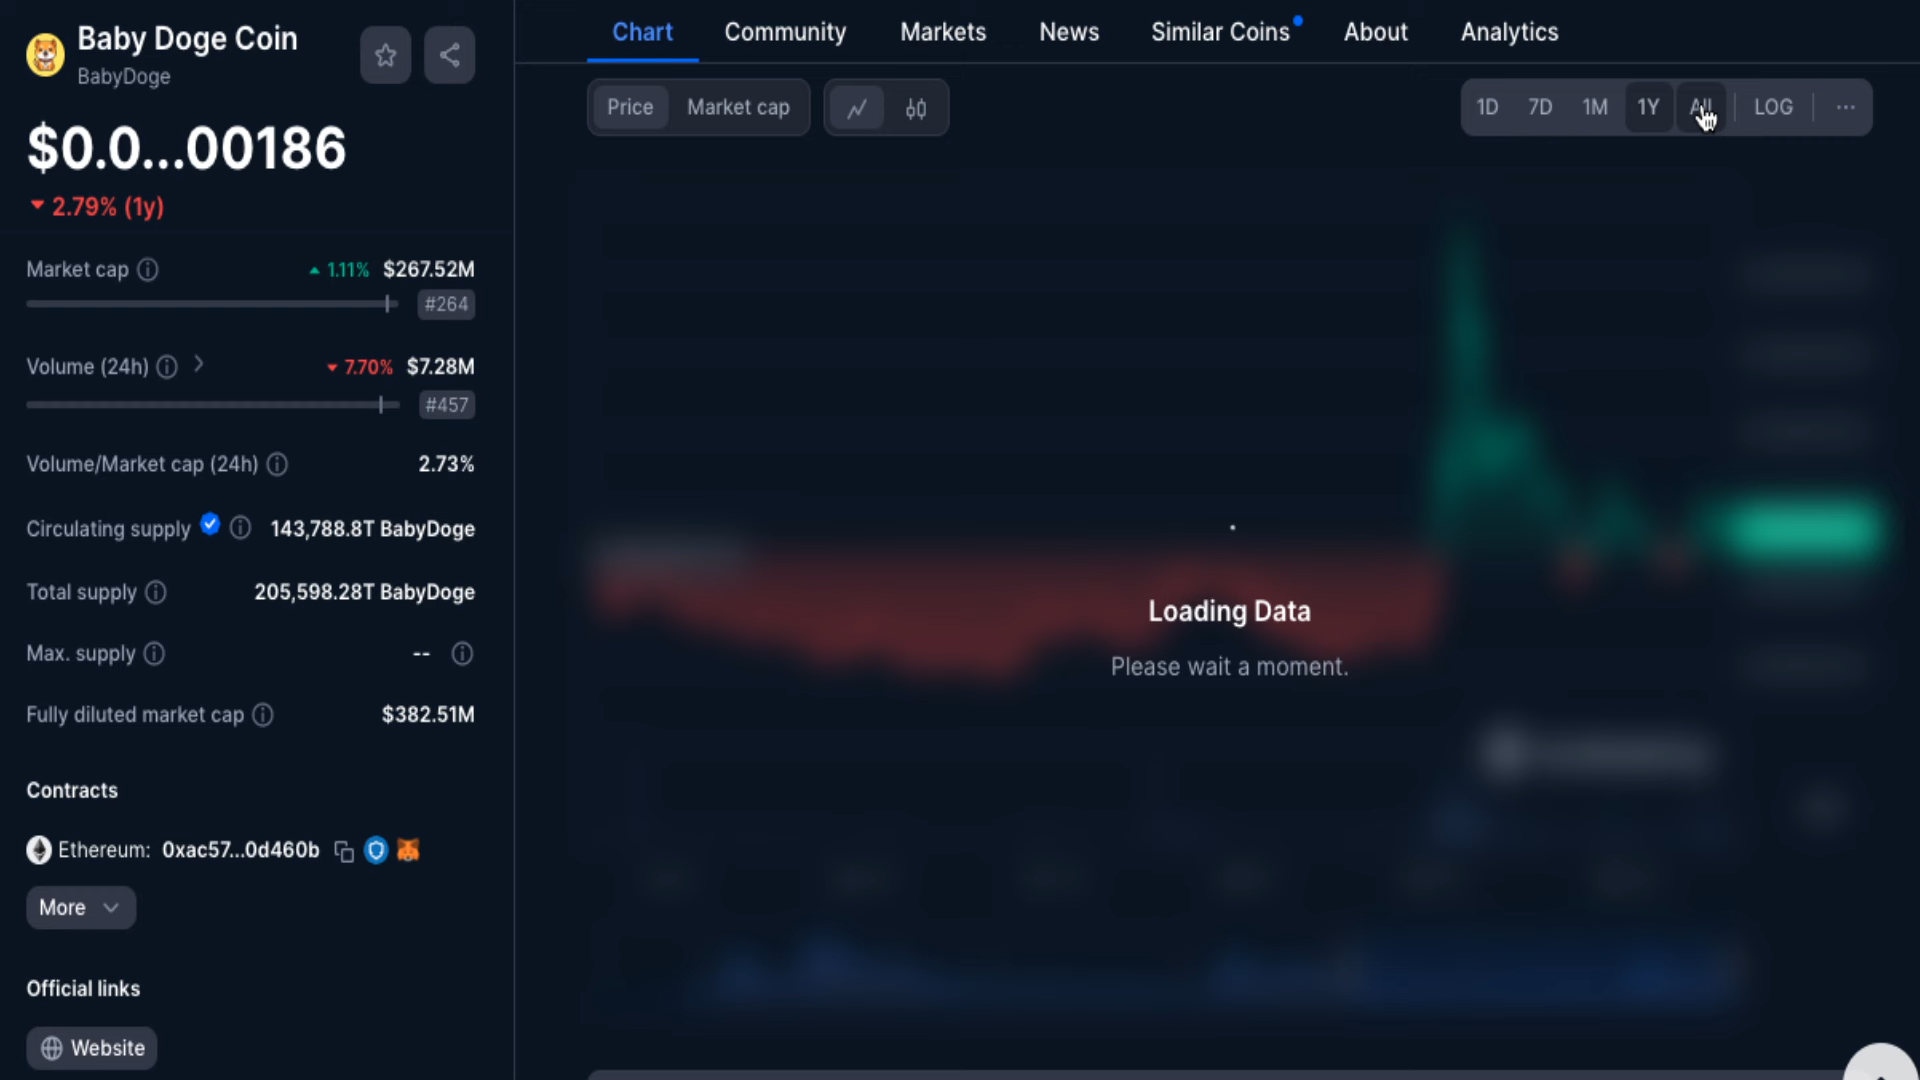 Baby Doge Coin
BabyDoge
$0.0...00186
2.79% (1y)
Market cap 1.11% $267.52M
#264
Volume (24h) 7.70% $7.28M
#457
Volume/Market cap (24h) 2.73%
Circulating supply 143,788.8T BabyDoge
Total supply 205,598.28T BabyDoge
Max. supply --
Fully diluted market cap $382.51M
Contracts
Ethereum: 0xac57...0d460b
More
Official links
Website
Chart Community Markets News Similar Coins About Analytics
Price Market cap
1D 7D 1M 1Y All LOG ...
Loading Data
Please wait a moment.